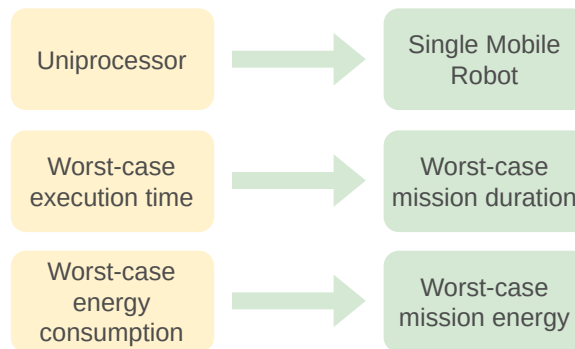 Uniprocessor
Single Mobile
Robot
Worst-case
execution time
Worst-case
mission duration
Worst-case
energy
consumption
Worst-case
mission energy